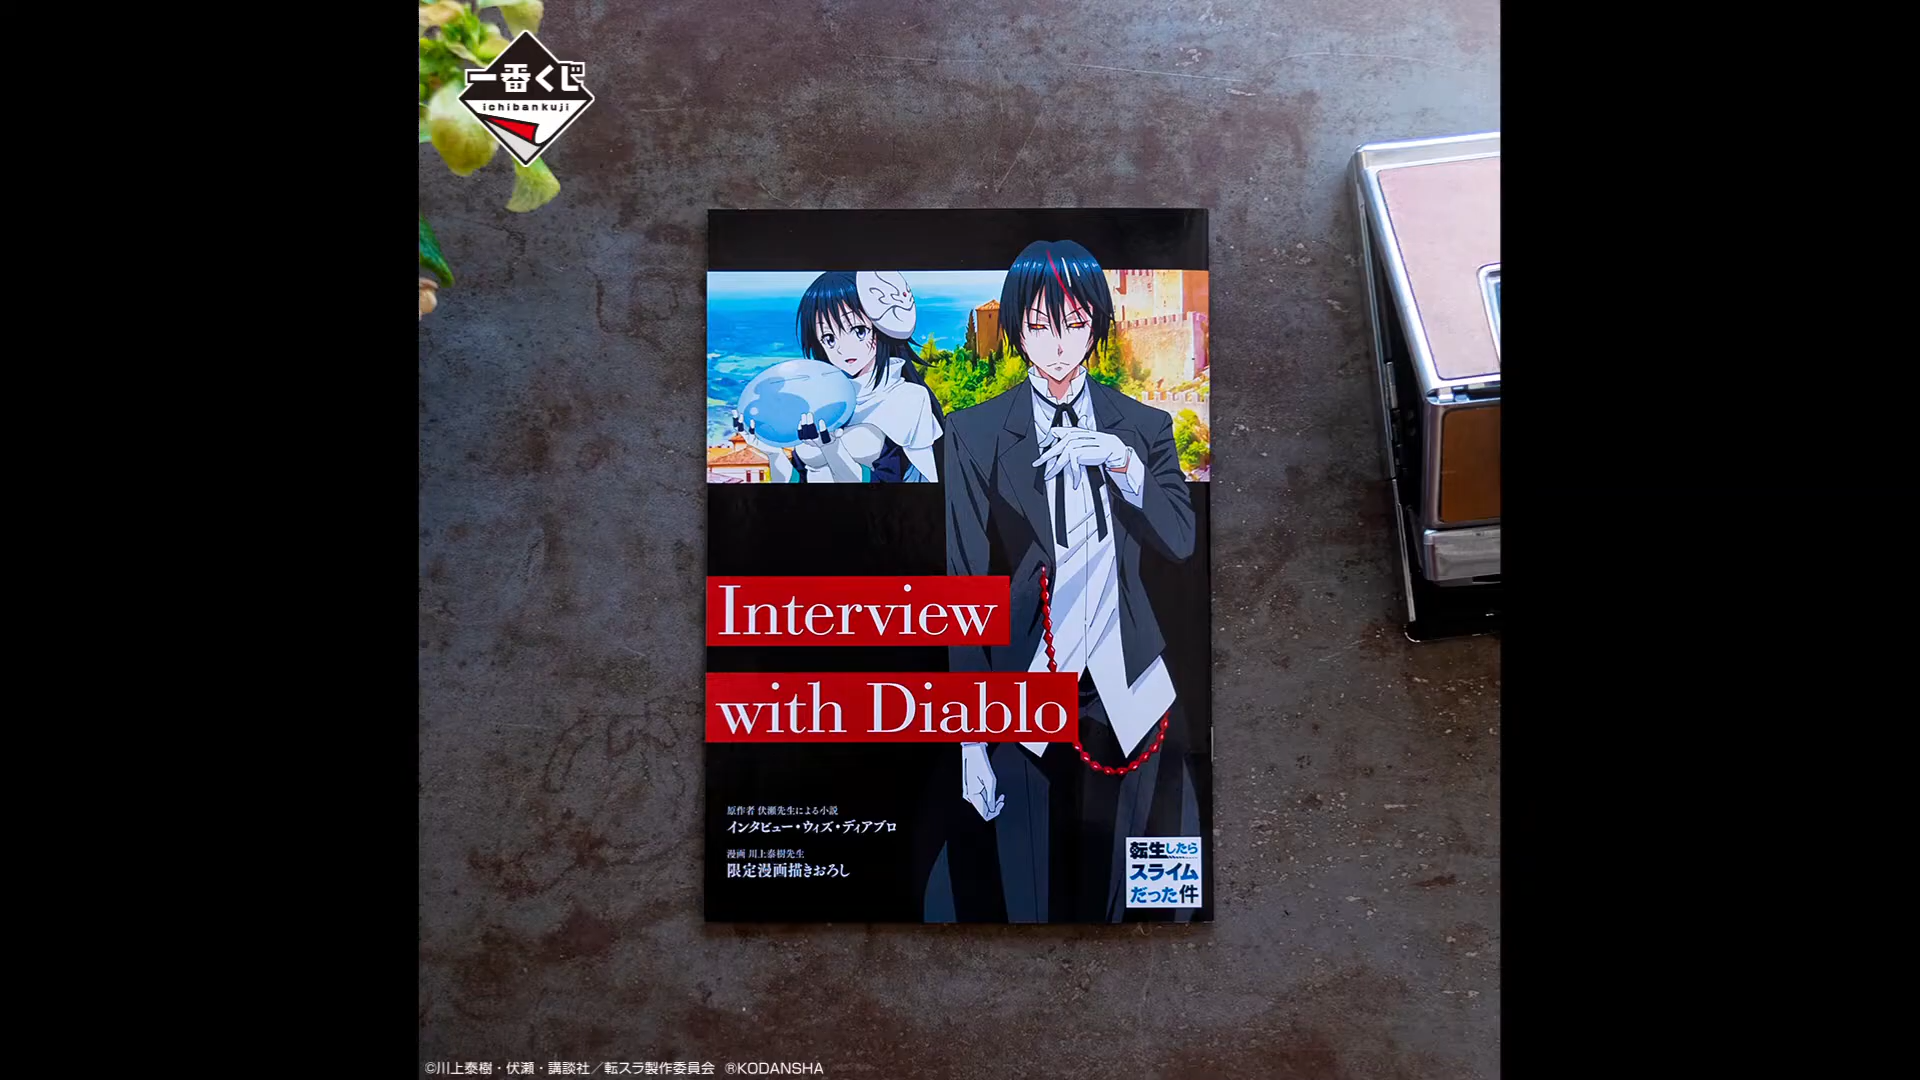 一番くじ
ichibankuji
Interview
with Diablo
原作者 伏瀬先生による小説
インタビュー・ウィズ・ディアブロ
漫画 川上泰樹先生
限定漫画描きおろし
転生したら
スライム
だった件
©川上泰樹・伏瀬・講談社／転スラ製作委員会 ®KODANSHA